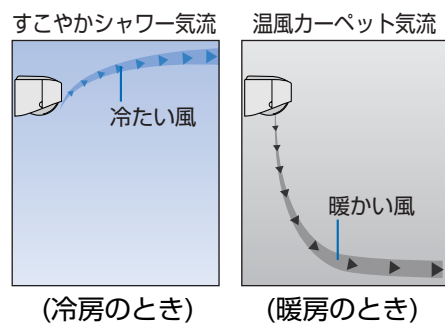 すこやかシャワー気流
冷たい風
(冷房のとき)
温風カーペット気流
暖かい風
(暖房のとき)